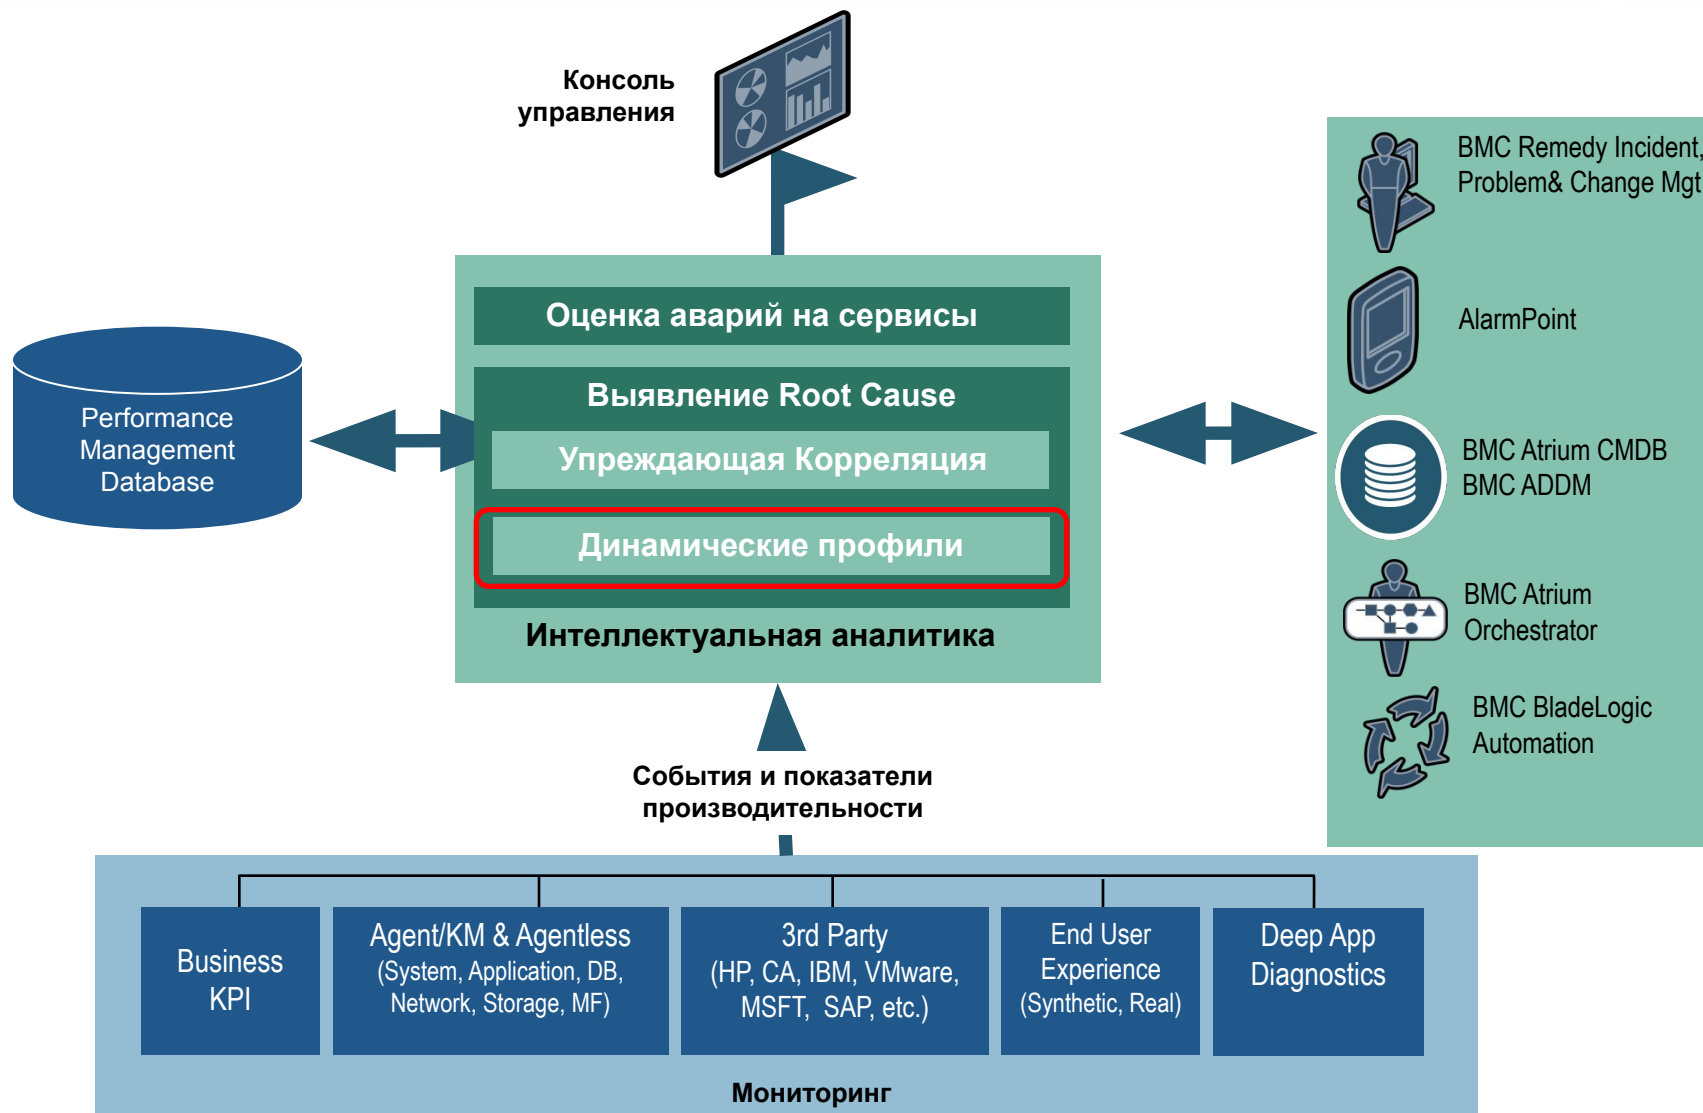 Консоль
управления
BMC Remedy Incident,
Problem& Change Mgt
AlarmPoint
BMC Atrium CMDB
BMC ADDM
BMC Atrium
Orchestrator
BMC BladeLogic
Automation
Оценка аварий на сервисы
Выявление Root Cause
Упреждающая Корреляция
Динамические профили
Интеллектуальная аналитика
Performance
Management
Database
События и показатели
производительности
Business
KPI
Agent/KM & Agentless
(System, Application, DB,
Network, Storage, MF)
3rd Party
(HP, CA, IBM, VMware,
MSFT, SAP, etc.)
End User
Experience
(Synthetic, Real)
Deep App
Diagnostics
Мониторинг